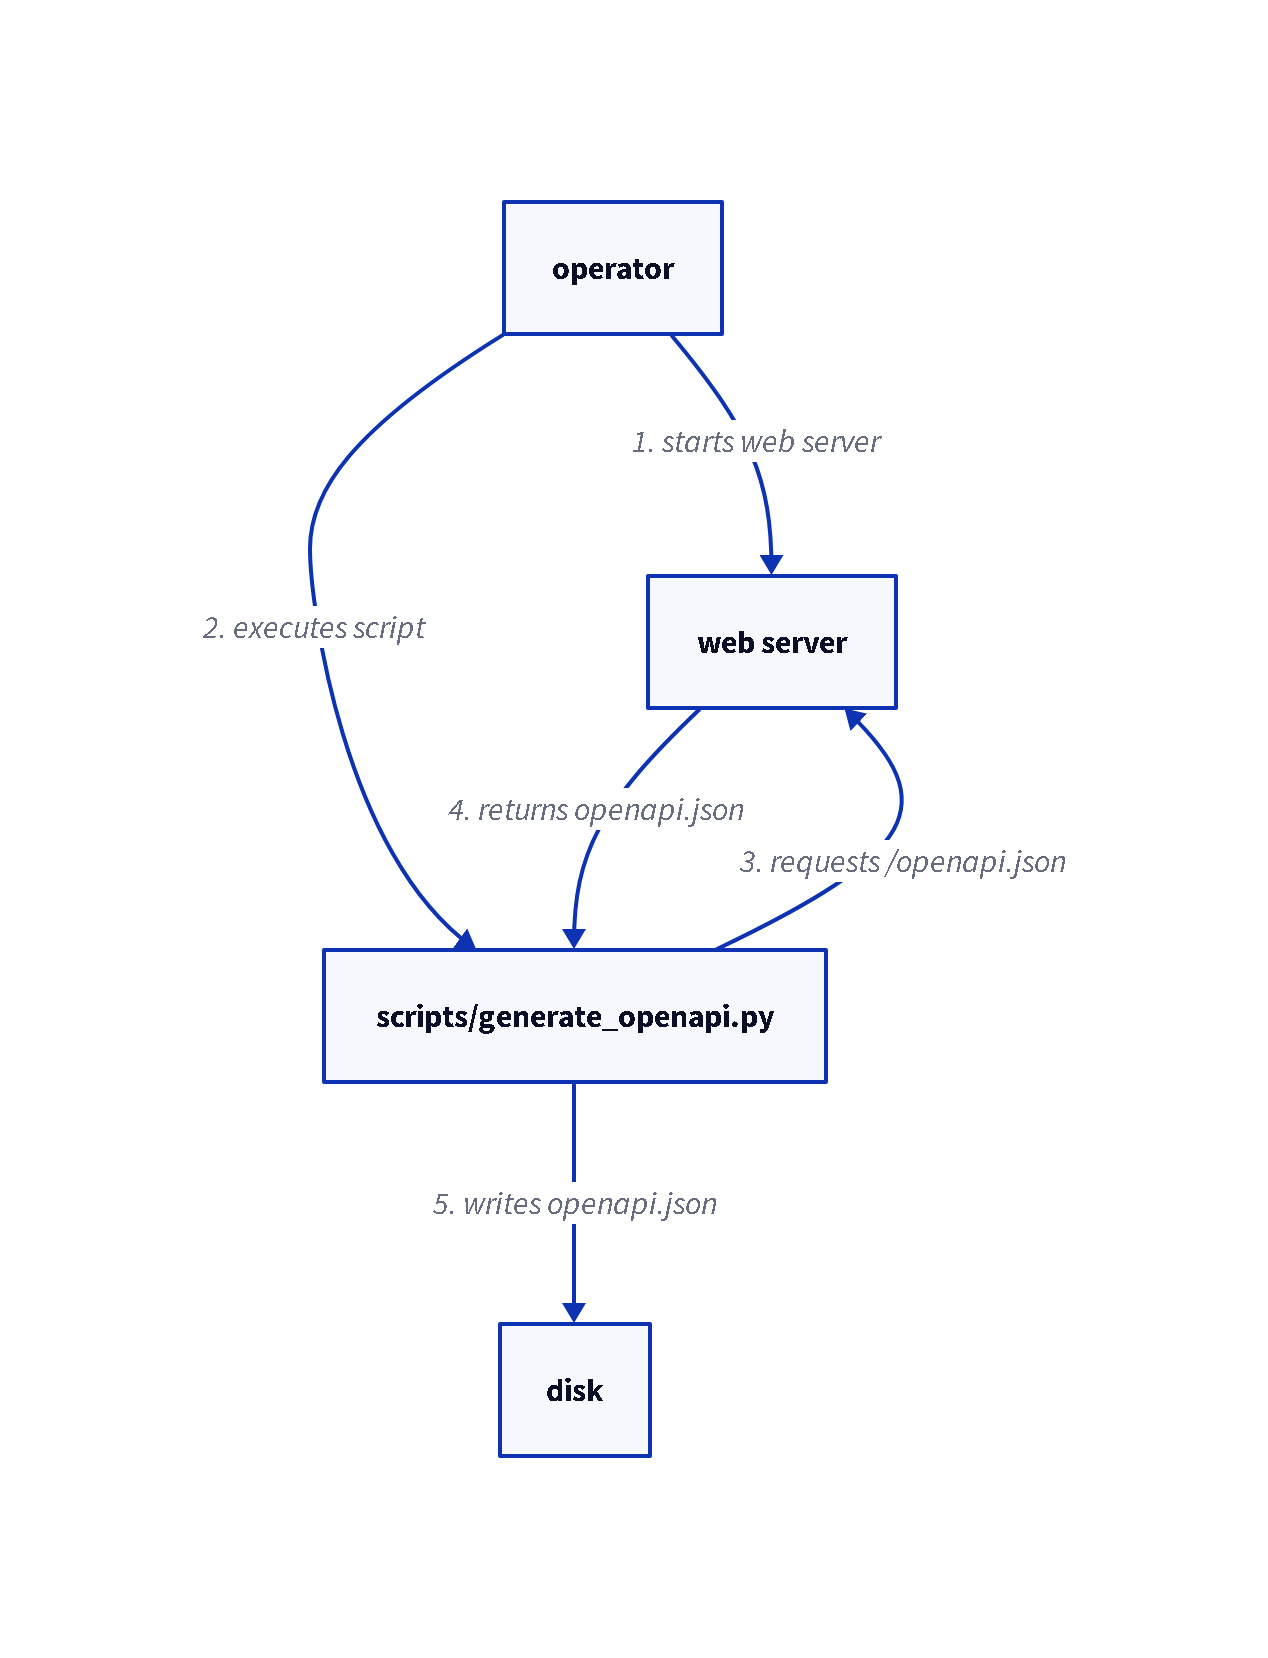 operator
1. starts web server
2. executes script
web server
4. returns openapi.json
3. requests /openapi.json
scripts/generate_openapi.py
5. writes openapi.json
disk